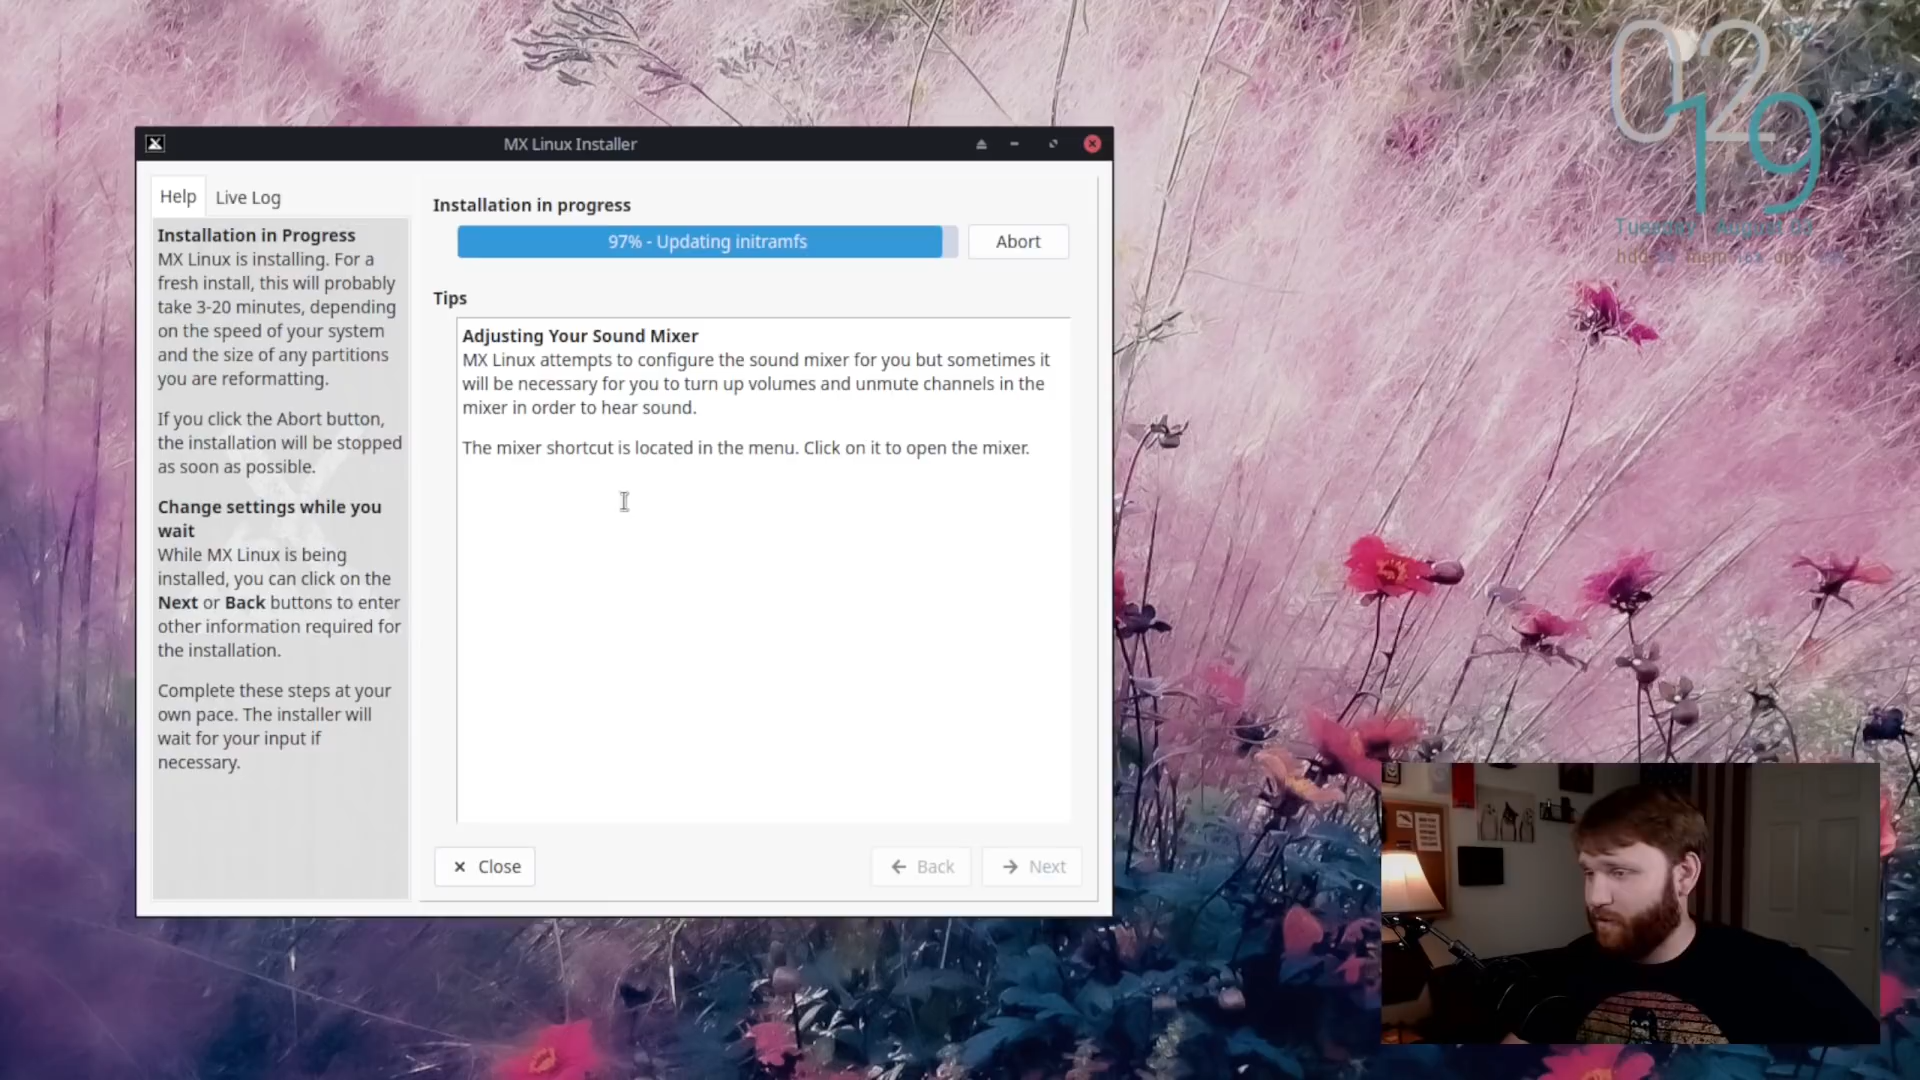 02
19
Tuesday August 03
hdd mem cpu
MX Linux Installer
Help
Live Log
Installation in Progress
MX Linux is installing. For a
fresh install, this will probably
take 3-20 minutes, depending
on the speed of your system
and the size of any partitions
you are reformatting.
If you click the Abort button,
the installation will be stopped
as soon as possible.
Change settings while you
wait
While MX Linux is being
installed, you can click on the
Next or Back buttons to enter
other information required for
the installation.
Complete these steps at your
own pace. The installer will
wait for your input if
necessary.
Installation in progress
97% - Updating initramfs
Abort
Tips
Adjusting Your Sound Mixer
MX Linux attempts to configure the sound mixer for you but sometimes it
will be necessary for you to turn up volumes and unmute channels in the
mixer in order to hear sound.
The mixer shortcut is located in the menu. Click on it to open the mixer.
Close
Back
Next